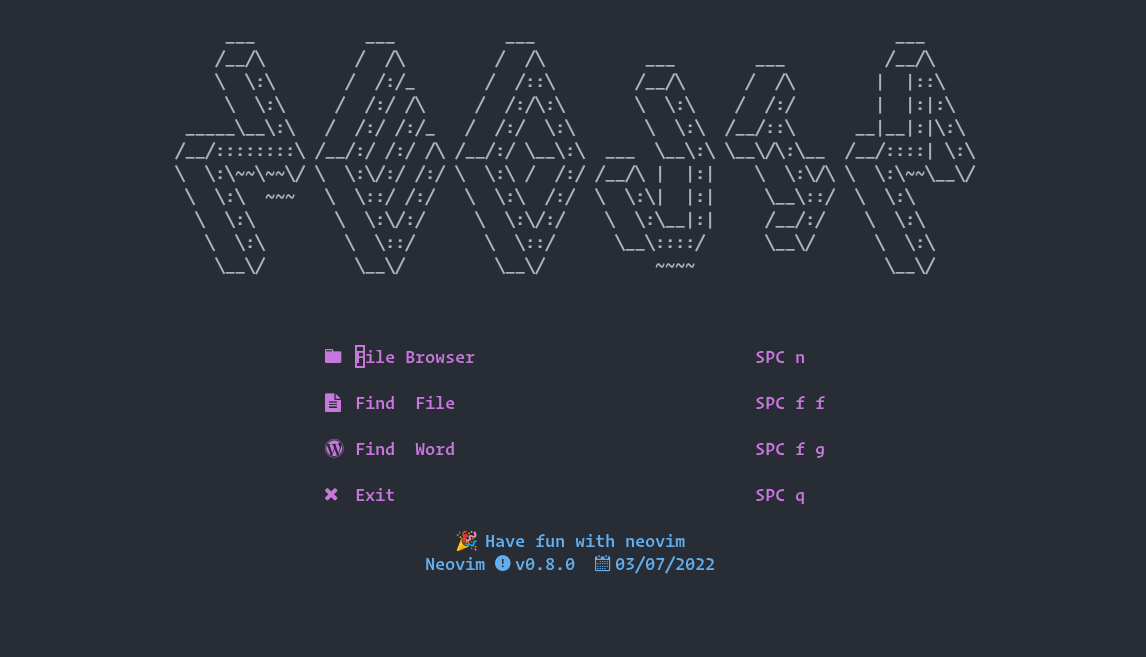 NEOVIM
File Browser SPC n
Find  File SPC f f
Find  Word SPC f g
Exit SPC q
🎉 Have fun with neovim
Neovim v0.8.0 03/07/2022